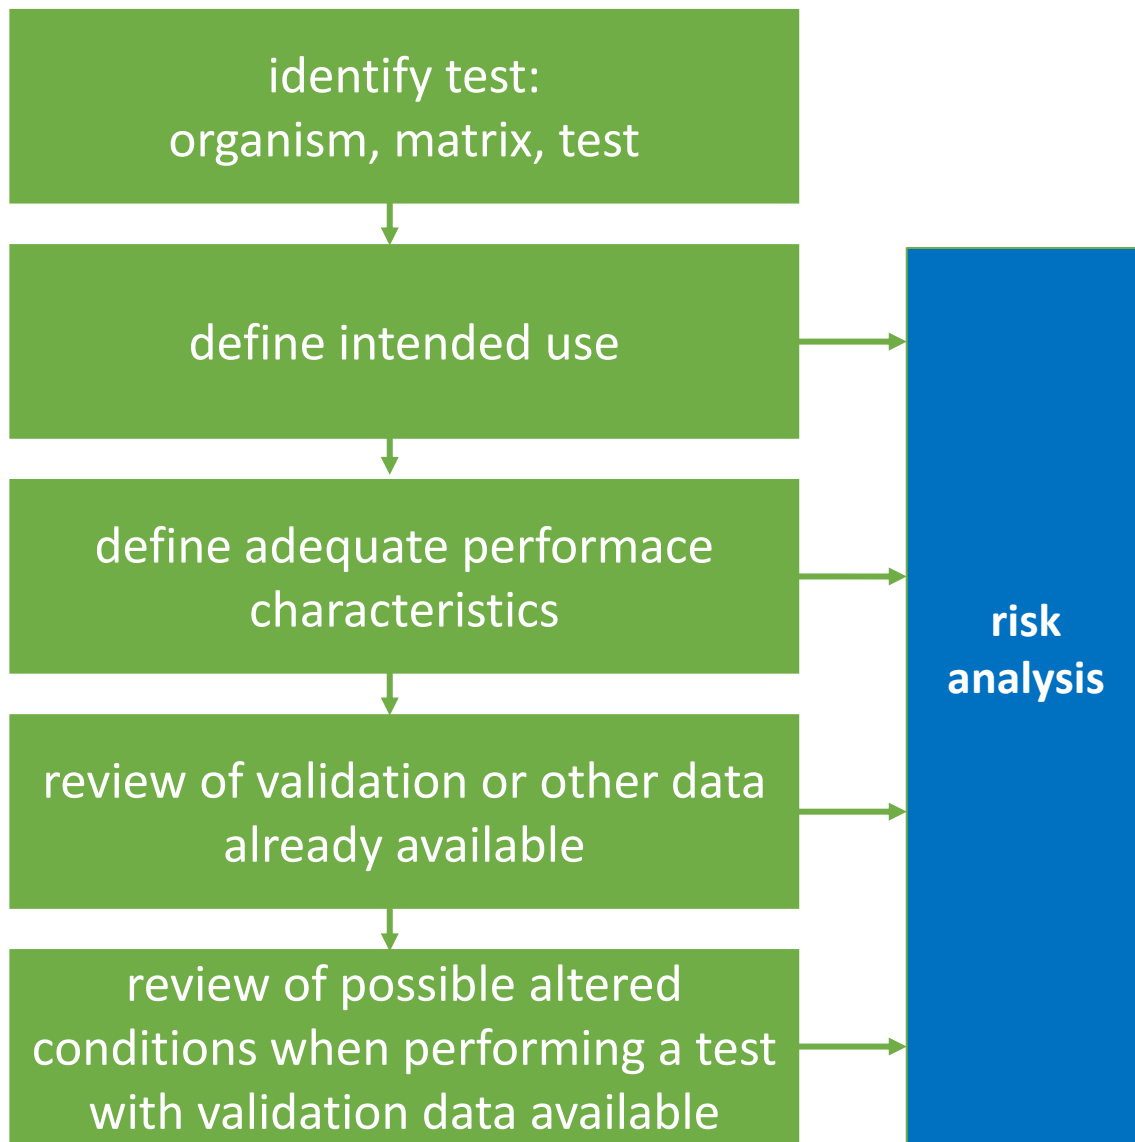 identify test:
organism, matrix, test
define intended use
define adequate performace
characteristics
review of validation or other data
already available
review of possible altered
conditions when performing a test
with validation data available
risk
analysis